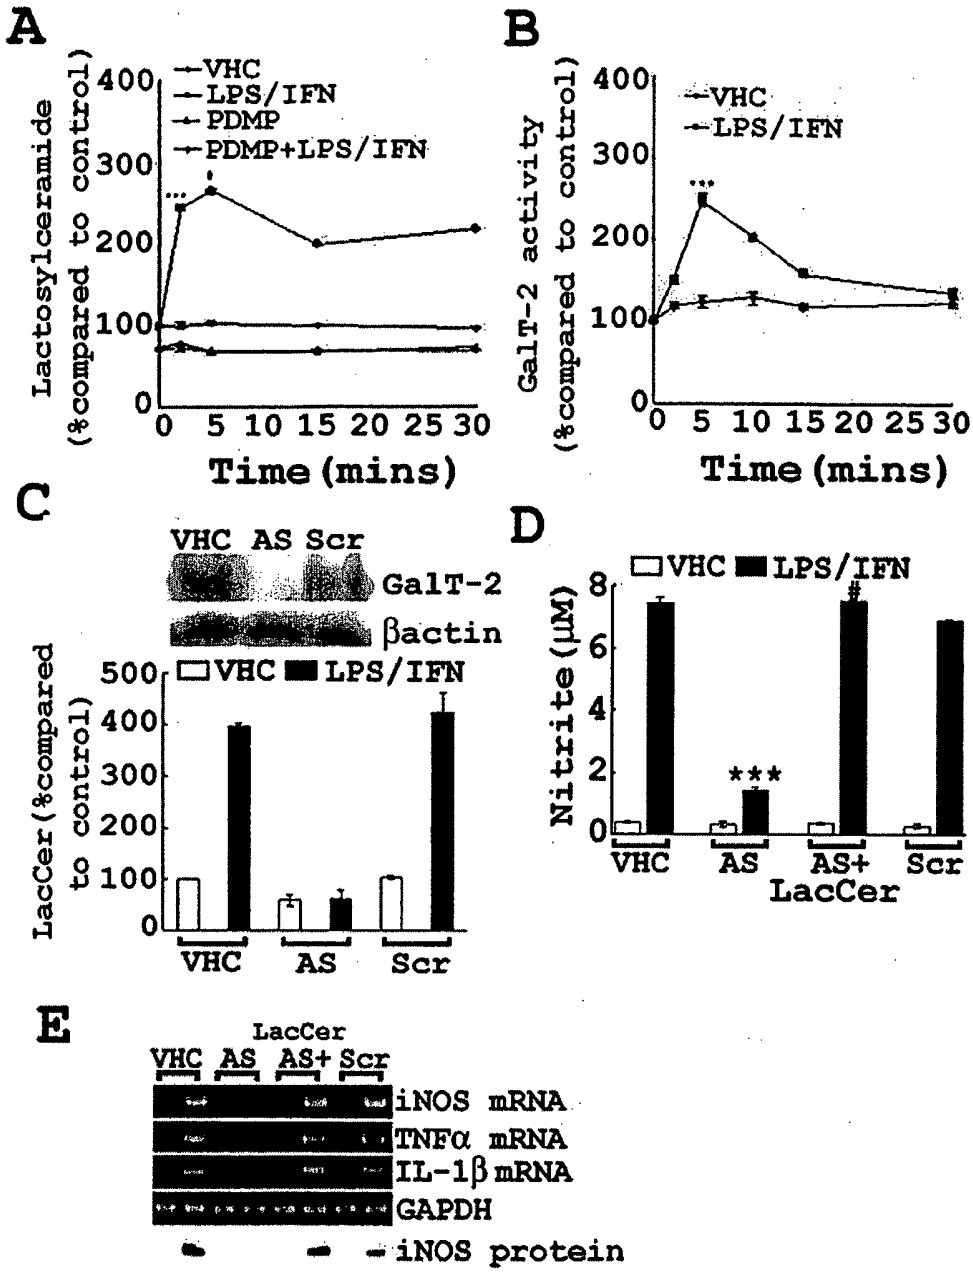 A
Lactosylceramide
(%compared to control)
400
300
200
100
0
VHC
LPS/IFN
PDMP
PDMP+LPS/IFN
***
0 5 10 15 20 25 30
Time(mins)
B
GalT-2 activity
(%compared to control)
400
300
200
100
0
VHC
LPS/IFN
***
0 5 10 15 20 25 30
Time(mins)
C
VHC AS Scr
GalT-2
βactin
LacCer(%compared
to control)
500
400
300
200
100
0
VHC LPS/IFN
VHC AS Scr
D
Nitrite(μM)
8
6
4
2
0
VHC LPS/IFN
***
#
VHC AS AS+ Scr
LacCer
E
LacCer
VHC AS AS+ Scr
iNOS mRNA
TNFα mRNA
IL-1β mRNA
GAPDH
iNOS protein